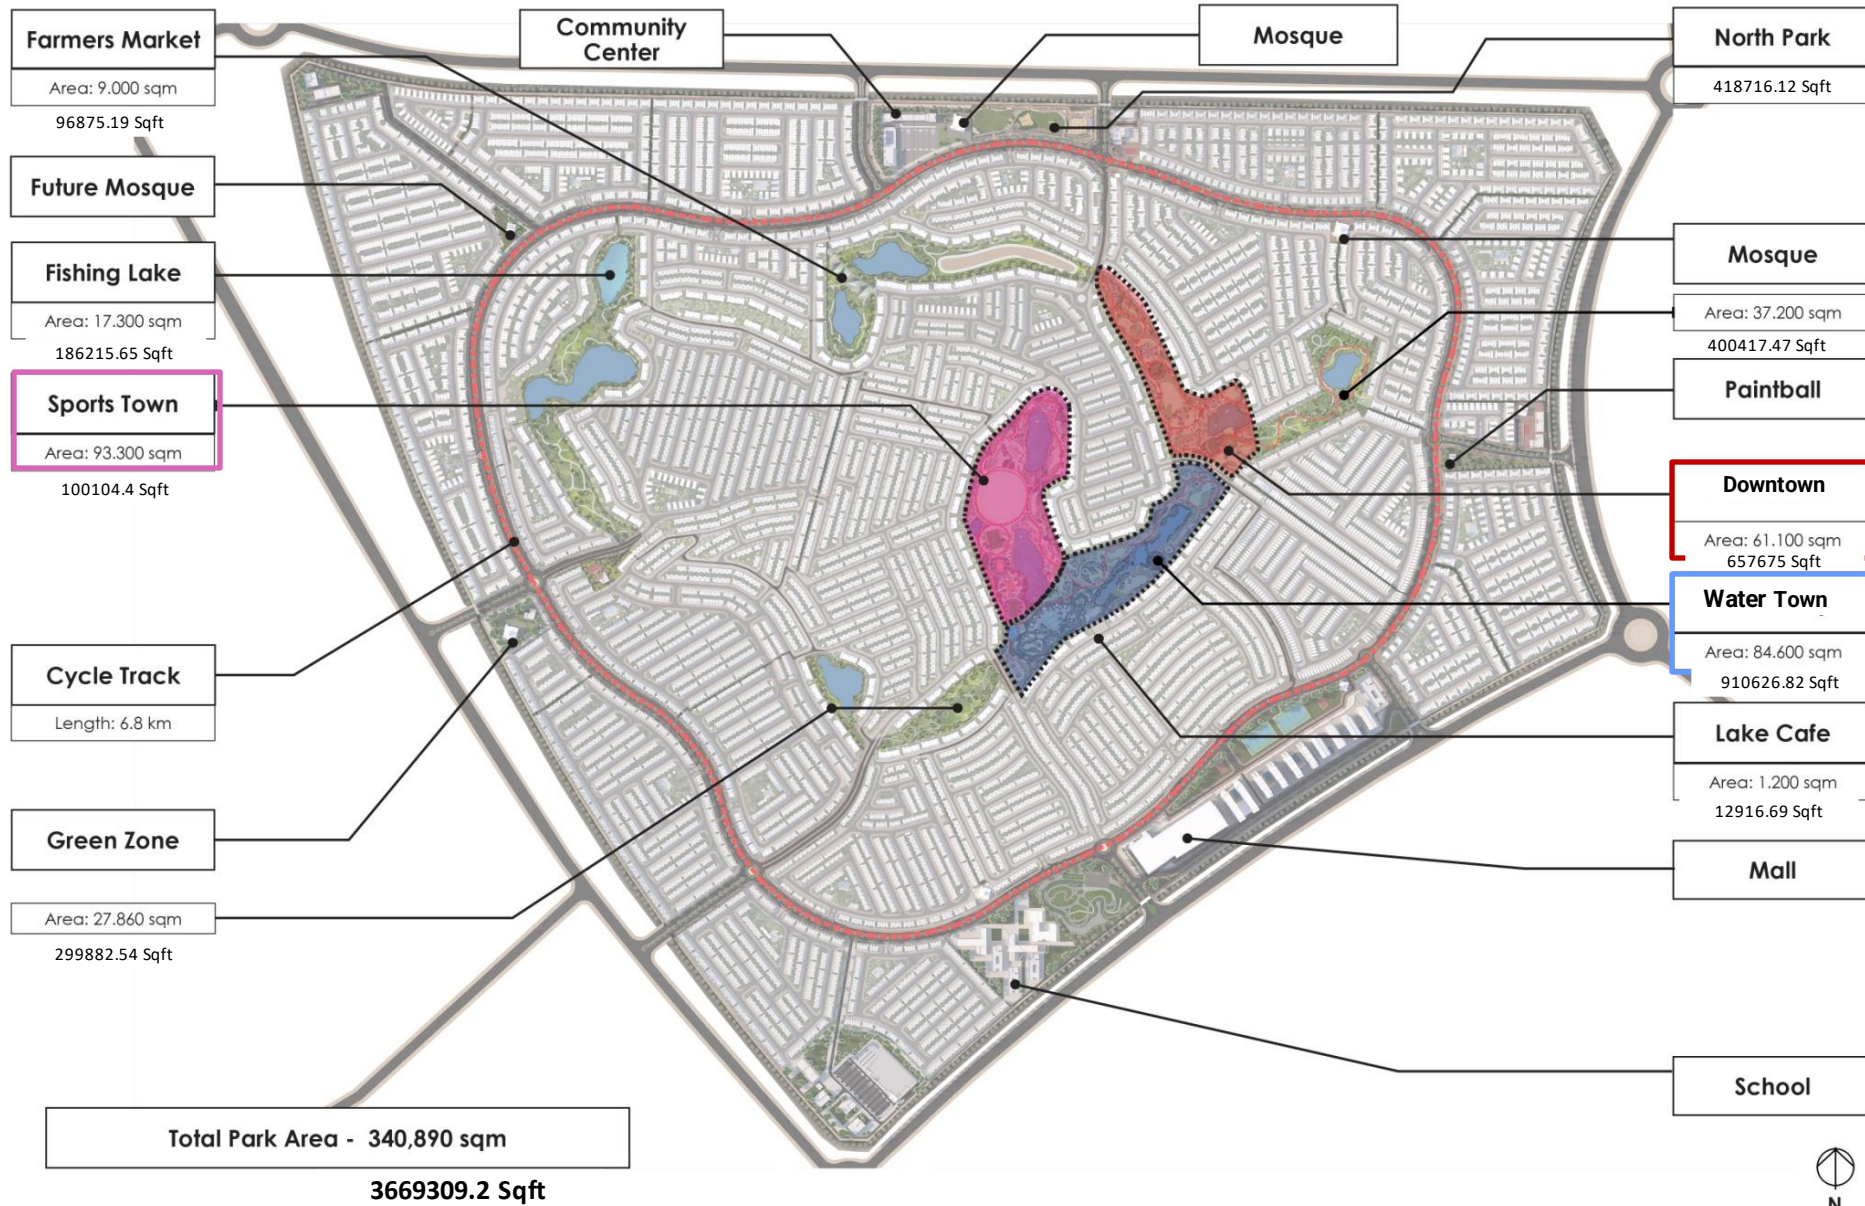 Farmers Market
Area: 9.000 sqm
96875.19 Sqft
Future Mosque
Fishing Lake
Area: 17.300 sqm
186215.65 Sqft
Sports Town
Area: 93.300 sqm
100104.4 Sqft
Cycle Track
Length: 6.8 km
Green Zone
Area: 27.860 sqm
299882.54 Sqft
Community
Center
Mosque
North Park
418716.12 Sqft
Mosque
Area: 37.200 sqm
400417.47 Sqft
Paintball
Downtown
Area: 61.100 sqm
657675 Sqft
Water Town
Area: 84.600 sqm
910626.82 Sqft
Lake Cafe
Area: 1.200 sqm
12916.69 Sqft
Mall
School
Total Park Area - 340,890 sqm
3669309.2 Sqft
N